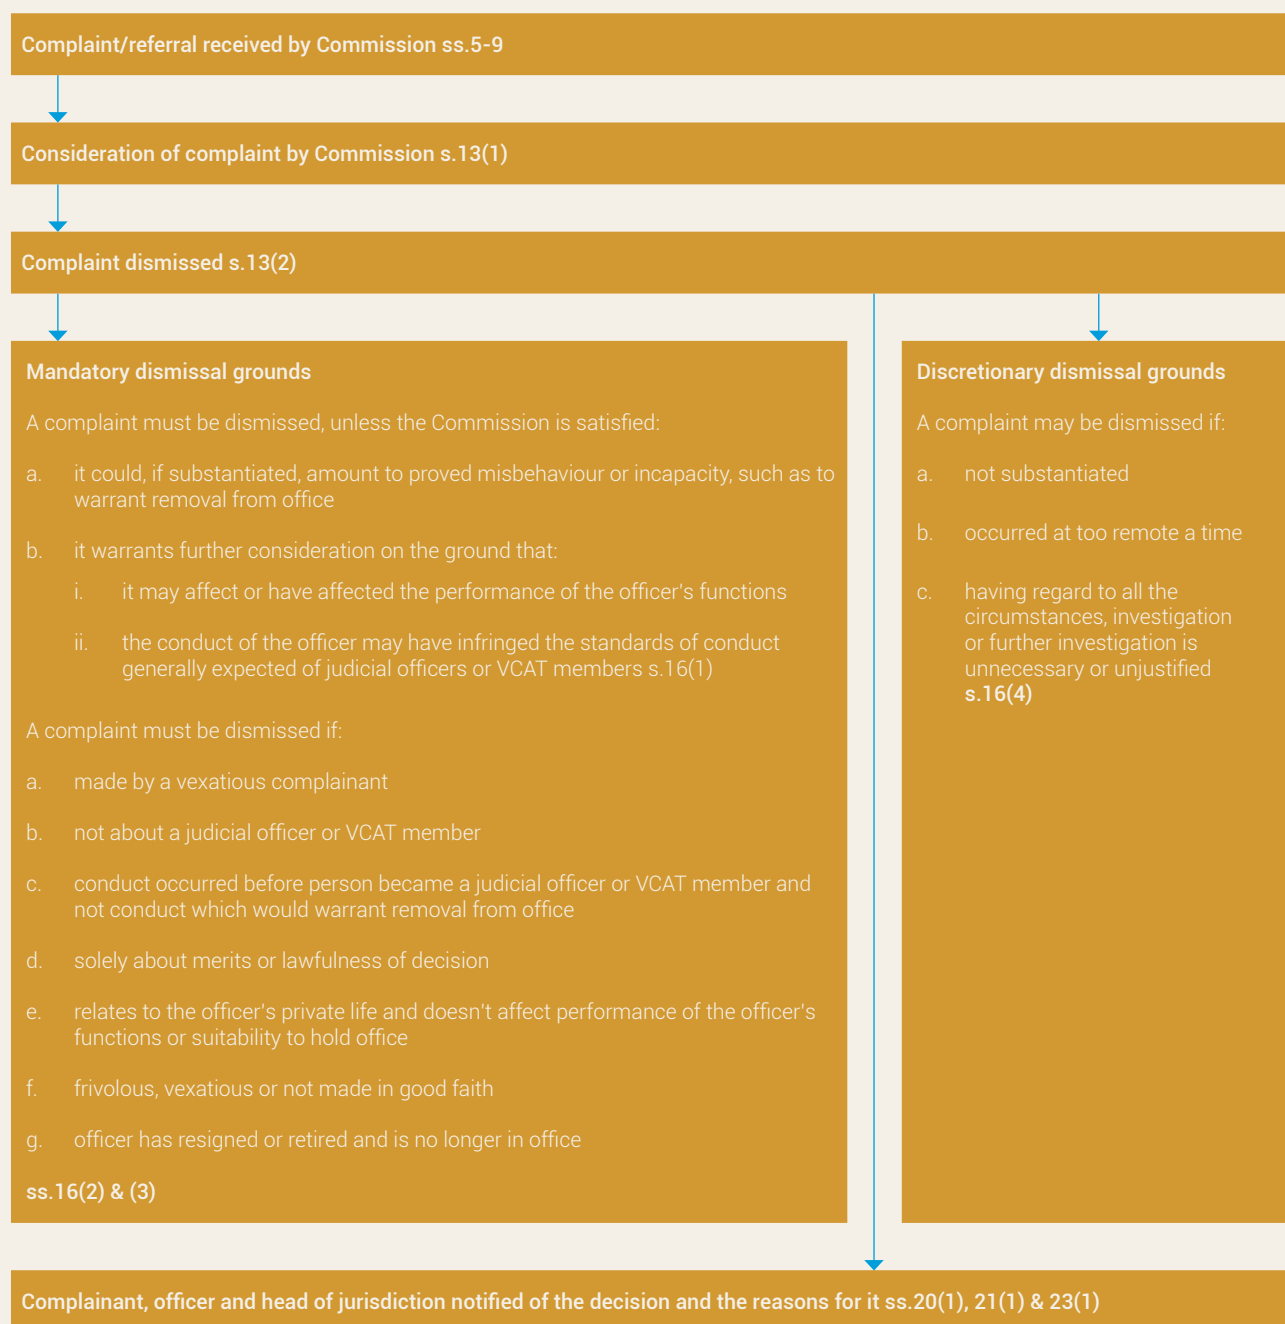 Complaint/referral received by Commission ss.5-9
Consideration of complaint by Commission s.13(1)
Complaint dismissed s.13(2)
Mandatory dismissal grounds
A complaint must be dismissed, unless the Commission is satisfied:
a. it could, if substantiated, amount to proved misbehaviour or incapacity, such as to
warrant removal from office
b. it warrants further consideration on the ground that:
i. it may affect or have affected the performance of the officer's functions
ii. the conduct of the officer may have infringed the standards of conduct
generally expected of judicial officers or VCAT members s.16(1)
A complaint must be dismissed if:
a. made by a vexatious complainant
b. not about a judicial officer or VCAT member
c. conduct occurred before person became a judicial officer or VCAT member and
not conduct which would warrant removal from office
d. solely about merits or lawfulness of decision
e. relates to the officer's private life and doesn't affect performance of the officer's
functions or suitability to hold office
f. frivolous, vexatious or not made in good faith
g. officer has resigned or retired and is no longer in office
ss.16(2) & (3)
Discretionary dismissal grounds
A complaint may be dismissed if:
a. not substantiated
b. occurred at too remote a time
c. having regard to all the
circumstances, investigation
or further investigation is
unnecessary or unjustified
s.16(4)
Complainant, officer and head of jurisdiction notified of the decision and the reasons for it ss.20(1), 21(1) & 23(1)